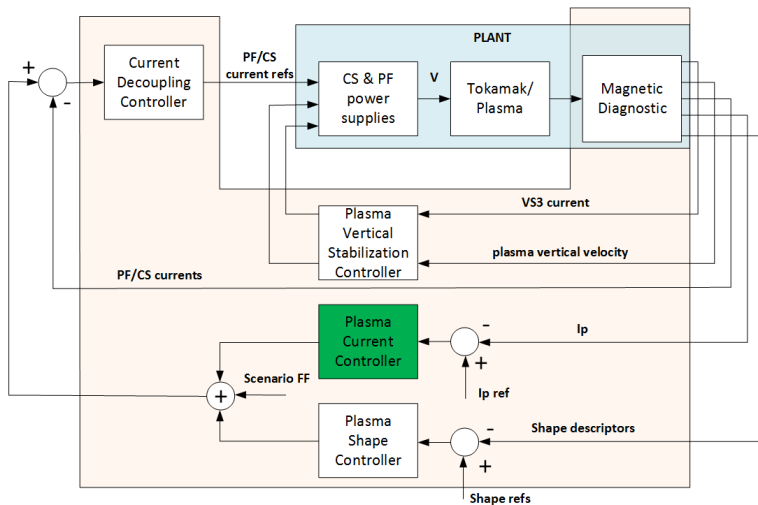 PLANT
+
-
Current
Decoupling
Controller
PF/CS
current refs
CS & PF
power
supplies
V
Tokamak/
Plasma
Magnetic
Diagnostic
VS3 current
Plasma
Vertical
Stabilization
Controller
plasma vertical velocity
PF/CS currents
Plasma
Current
Controller
-
+
Ip
Ip ref
Scenario FF
+
Plasma
Shape
Controller
-
+
Shape descriptors
Shape refs